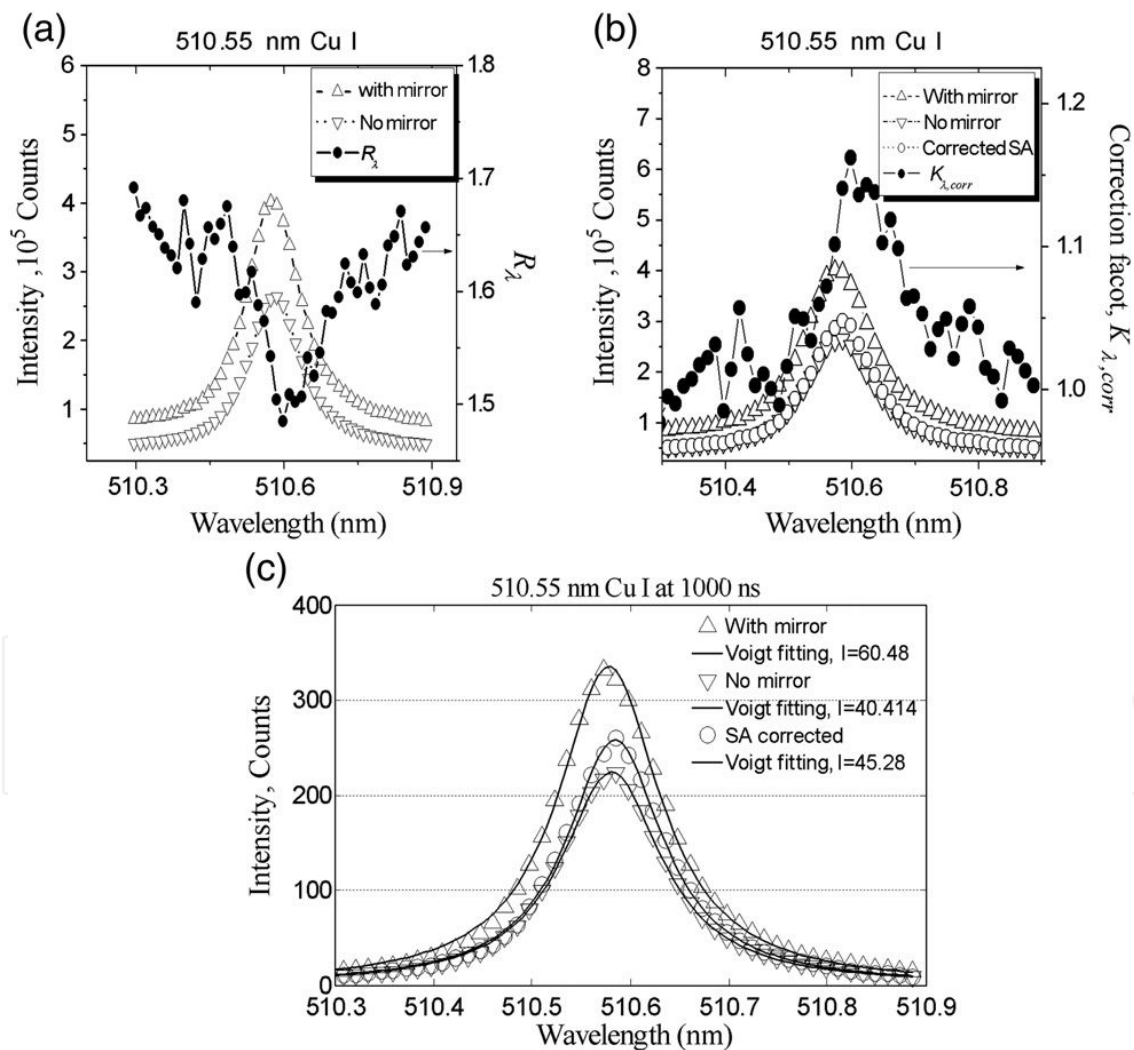 (a)
510.55 nm Cu I
6
5
4
3
2
1
Intensity ,10⁵ Counts
with mirror
No mirror
Rλ
1.8
1.7
1.6
1.5
Rλ
510.3
510.6
510.9
Wavelength (nm)
(b)
510.55 nm Cu I
8
7
6
5
4
3
2
1
Intensity ,10⁵ Counts
With mirror
No mirror
Corrected SA
Kλ,corr
1.2
1.1
1.0
Correction facot, K λ,corr
510.4
510.6
510.8
Wavelength (nm)
(c)
510.55 nm Cu I at 1000 ns
400
300
200
100
0
Intensity, Counts
With mirror
Voigt fitting, I=60.48
No mirror
Voigt fitting, I=40.414
SA corrected
Voigt fitting, I=45.28
510.3
510.4
510.5
510.6
510.7
510.8
510.9
Wavelength (nm)